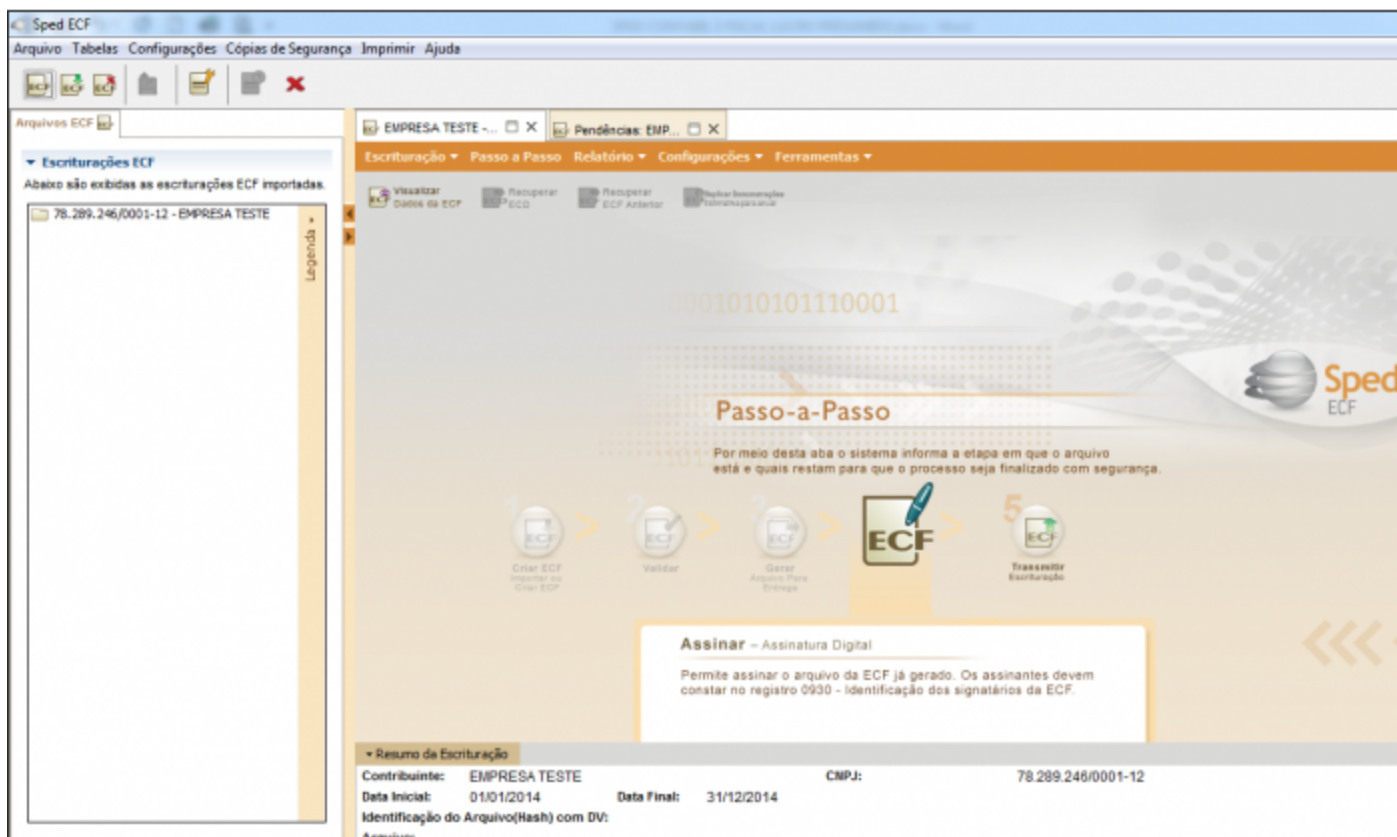 Sped ECF
Arquivo Tabelas Configurações Cópias de Segurança Imprimir Ajuda
Arquivos ECF
EMPRESA TESTE -...
Pendências: EMP...
Escriturações ECF
Abaixo são exibidas as escriturações ECF importadas.
78.289.246/0001-12 - EMPRESA TESTE
Legenda
Escrituração Passo a Passo Relatório Configurações Ferramentas
Visualizar
Dados da ECF
Recuperar
ECD
Recuperar
ECF Anterior
0001010101110001
Sped
ECF
Passo-a-Passo
Por meio desta aba o sistema informa a etapa em que o arquivo
está e quais restam para que o processo seja finalizado com segurança.
1
2
3
5
ECF
ECF
ECF
ECF
ECF
Criar ECF
Importar ou
Criar ECF
Validar
Gerar
Arquivo Para
Entrega
Transmitir
Escrituração
Assinar – Assinatura Digital
Permite assinar o arquivo da ECF já gerado. Os assinantes devem
constar no registro 0930 - Identificação dos signatários da ECF.
Resumo da Escrituração
Contribuinte: EMPRESA TESTE CNPJ: 78.289.246/0001-12
Data Inicial: 01/01/2014 Data Final: 31/12/2014
Identificação do Arquivo(Hash) com DV: